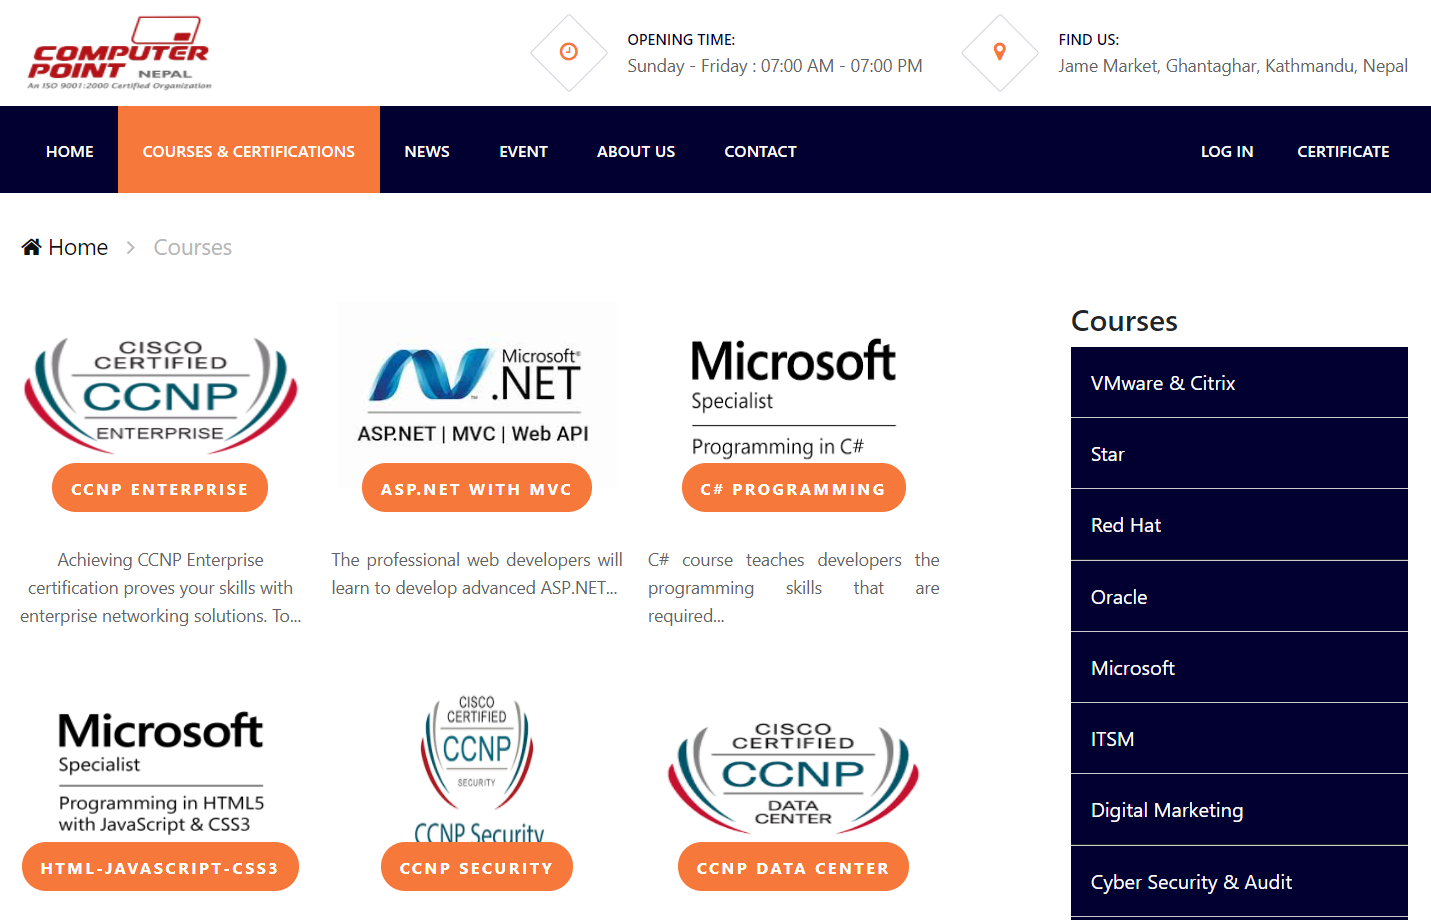 COMPUTER
POINT NEPAL
An ISO 9001:2000 Certified Organization
OPENING TIME:
Sunday - Friday : 07:00 AM - 07:00 PM
FIND US:
Jame Market, Ghantaghar, Kathmandu, Nepal
HOME
COURSES & CERTIFICATIONS
NEWS
EVENT
ABOUT US
CONTACT
LOG IN
CERTIFICATE
Home
Courses
CISCO
CERTIFIED
CCNP
ENTERPRISE
CCNP ENTERPRISE
Achieving CCNP Enterprise
certification proves your skills with
enterprise networking solutions. To...
Microsoft®
.NET™
ASP.NET | MVC | Web API
ASP.NET WITH MVC
The professional web developers will
learn to develop advanced ASP.NET...
Microsoft
Specialist
Programming in C#
C# PROGRAMMING
C# course teaches developers the
programming skills that are
required...
Microsoft
Specialist
Programming in HTML5
with JavaScript & CSS3
HTML-JAVASCRIPT-CSS3
CISCO
CERTIFIED
CCNP
SECURITY
CCNP Security
CCNP SECURITY
CISCO
CERTIFIED
CCNP
DATA
CENTER
CCNP DATA CENTER
Courses
VMware & Citrix
Star
Red Hat
Oracle
Microsoft
ITSM
Digital Marketing
Cyber Security & Audit